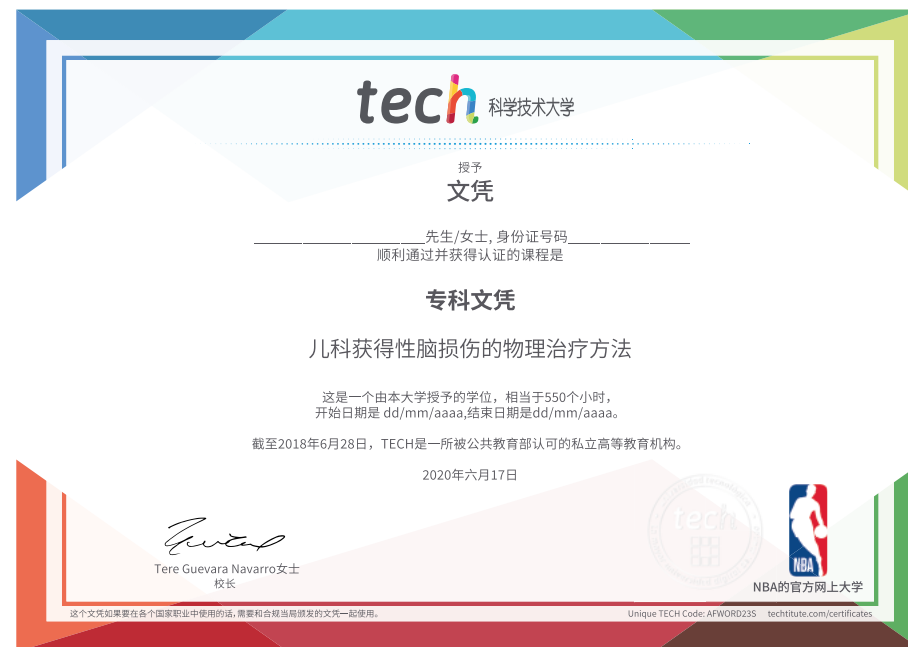 tech 科学技术大学
授予
文凭
先生/女士, 身份证号码
顺利通过并获得认证的课程是
专科文凭
儿科获得性脑损伤的物理治疗方法
这是一个由本大学授予的学位，相当于550个小时，
开始日期是 dd/mm/aaaa,结束日期是dd/mm/aaaa。
截至2018年6月28日，TECH是一所被公共教育部认可的私立高等教育机构。
2020年六月17日
tech
NBA
Tere Guevara Navarro女士
校长
NBA的官方网上大学
这个文凭如果要在各个国家职业中使用的话,需要和合规当局颁发的文凭一起使用。
Unique TECH Code: AFWORD23S techtitute.com/certificates